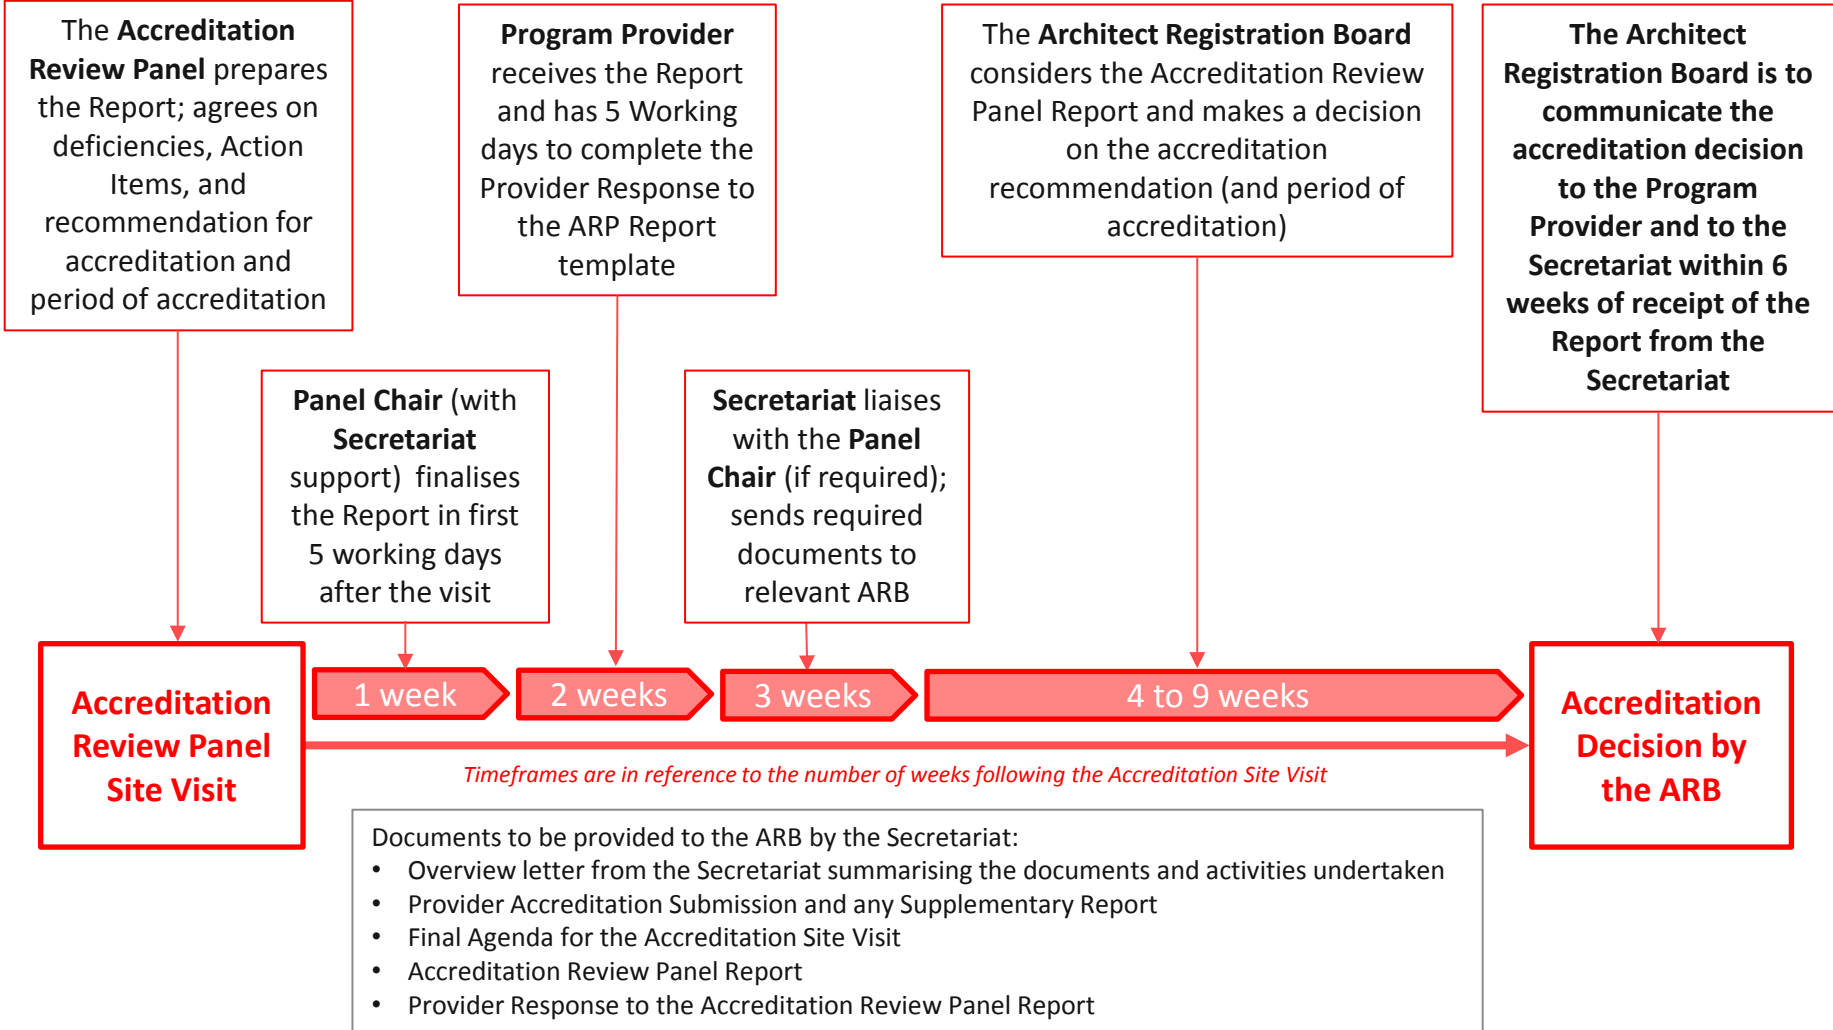 The Accreditation
Review Panel prepares
the Report; agrees on
deficiencies, Action
Items, and
recommendation for
accreditation and
period of accreditation
Program Provider
receives the Report
and has 5 Working
days to complete the
Provider Response to
the ARP Report
template
The Architect Registration Board
considers the Accreditation Review
Panel Report and makes a decision
on the accreditation
recommendation (and period of
accreditation)
The Architect
Registration Board is to
communicate the
accreditation decision
to the Program
Provider and to the
Secretariat within 6
weeks of receipt of the
Report from the
Secretariat
Panel Chair (with
Secretariat
support) finalises
the Report in first
5 working days
after the visit
Secretariat liaises
with the Panel
Chair (if required);
sends required
documents to
relevant ARB
Accreditation
Review Panel
Site Visit
1 week
2 weeks
3 weeks
4 to 9 weeks
Accreditation
Decision by
the ARB
Timeframes are in reference to the number of weeks following the Accreditation Site Visit
Documents to be provided to the ARB by the Secretariat:
• Overview letter from the Secretariat summarising the documents and activities undertaken
• Provider Accreditation Submission and any Supplementary Report
• Final Agenda for the Accreditation Site Visit
• Accreditation Review Panel Report
• Provider Response to the Accreditation Review Panel Report